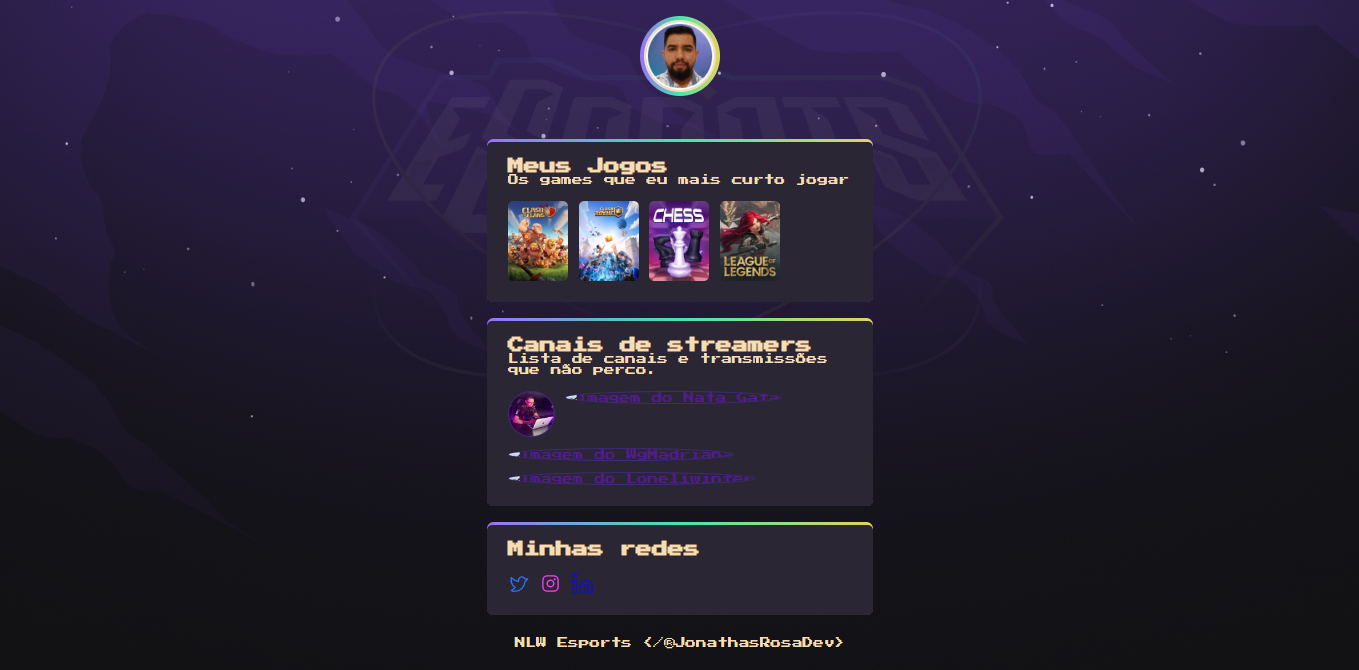 ESPORTS
Meus Jogos
Os games que eu mais curto jogar
CLASH OF CLANS
CLASH ROYALE
CHESS
LEAGUE OF
LEGENDS
Canais de streamers
Lista de canais e transmissões
que não perco.
Imagem do Nata Gat>
Imagem do WgMadrian>
Imagem do Loneliwinter
Minhas redes
in
NLW Esports </@JonathasRosaDev>